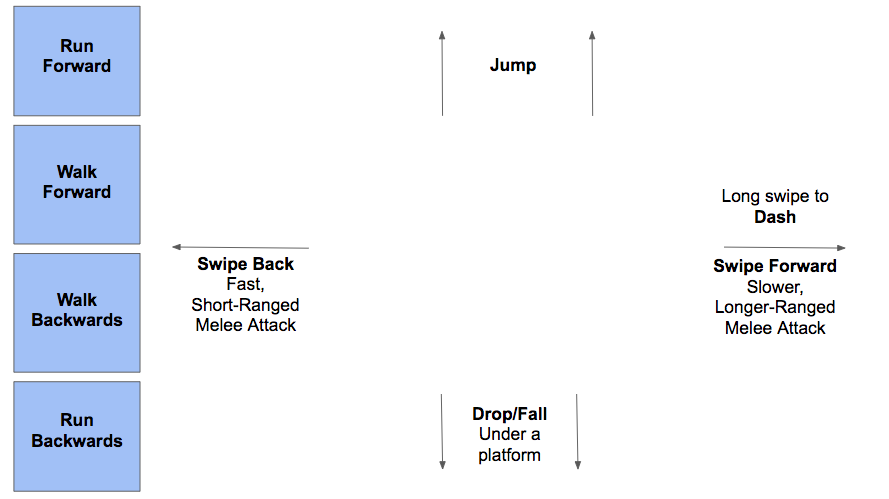 Run
Forward
Walk
Forward
Walk
Backwards
Run
Backwards
Jump
Swipe Back
Fast,
Short-Ranged
Melee Attack
Long swipe to
Dash
Swipe Forward
Slower,
Longer-Ranged
Melee Attack
Drop/Fall
Under a
platform